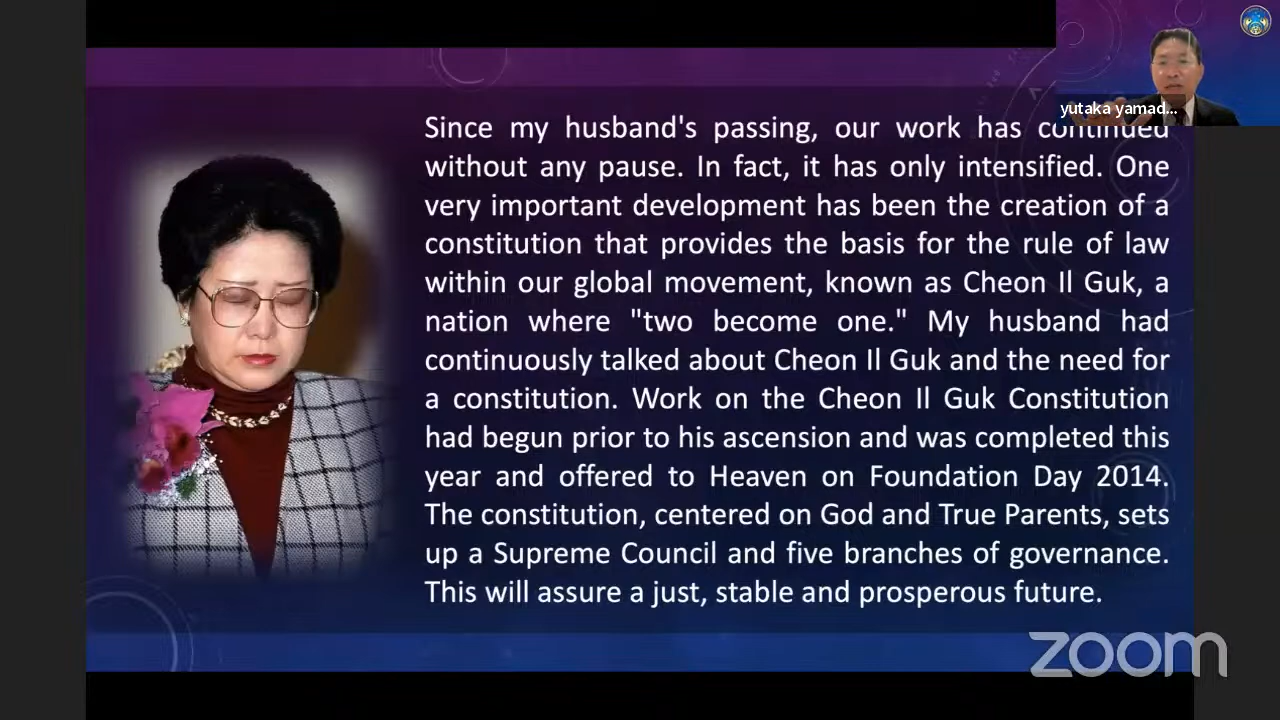 yutaka yamad...
Since my husband's passing, our work has continued
without any pause. In fact, it has only intensified. One
very important development has been the creation of a
constitution that provides the basis for the rule of law
within our global movement, known as Cheon Il Guk, a
nation where "two become one." My husband had
continuously talked about Cheon Il Guk and the need for
a constitution. Work on the Cheon Il Guk Constitution
had begun prior to his ascension and was completed this
year and offered to Heaven on Foundation Day 2014.
The constitution, centered on God and True Parents, sets
up a Supreme Council and five branches of governance.
This will assure a just, stable and prosperous future.
zoom